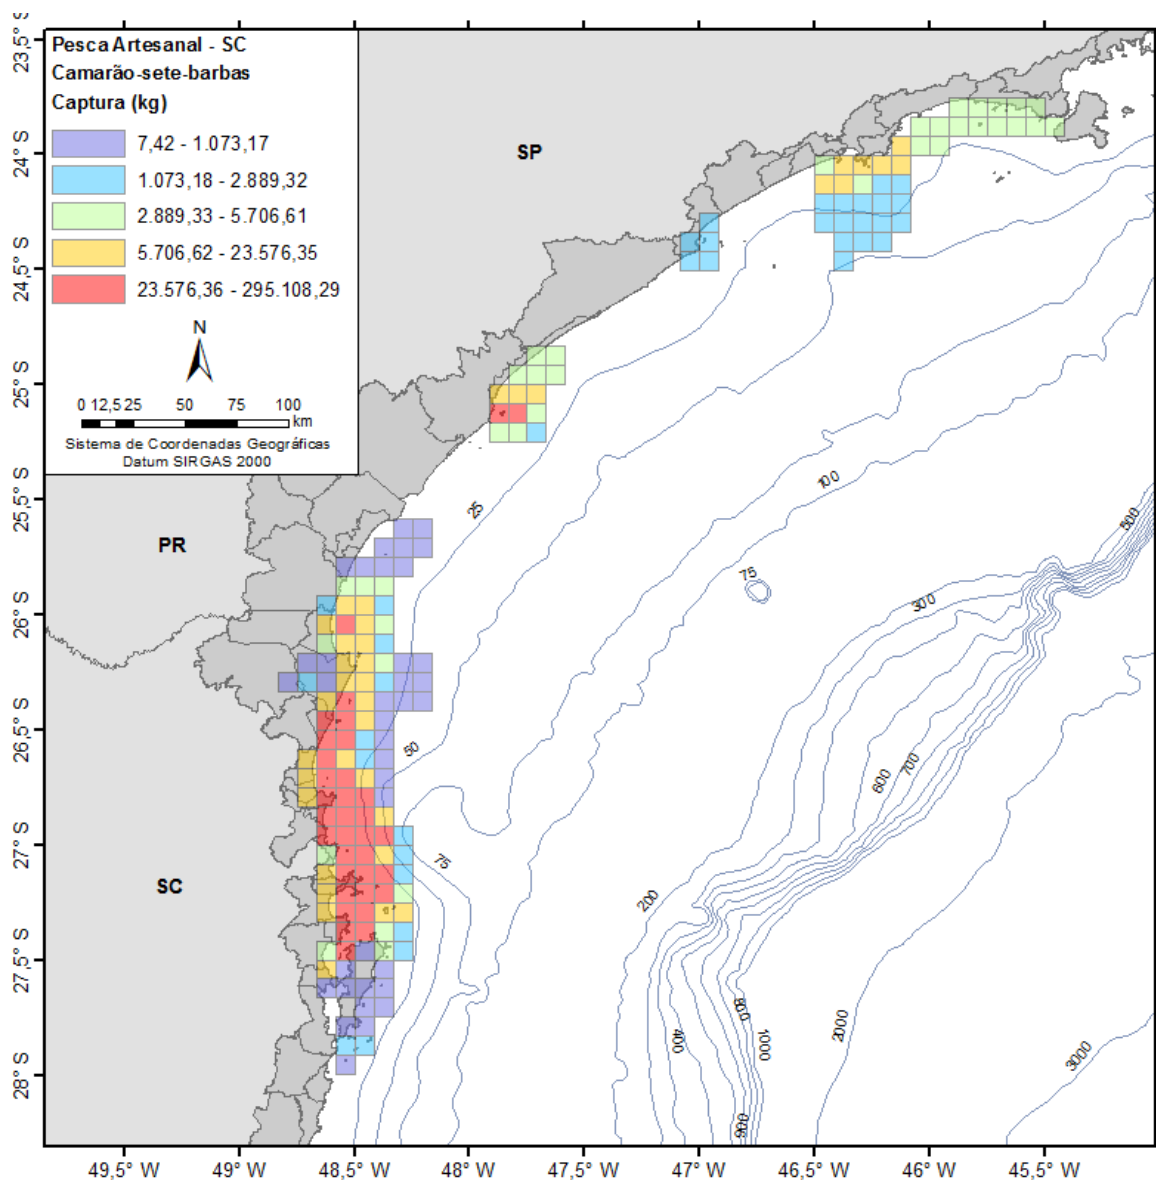 Pesca Artesanal - SC
Camarão-sete-barbas
Captura (kg)
7,42 - 1.073,17
1.073,18 - 2.889,32
2.889,33 - 5.706,61
5.706,62 - 23.576,35
23.576,36 - 295.108,29
N
0 12,5 25 50 75 100
km
Sistema de Coordenadas Geográficas
Datum SIRGAS 2000
SP
PR
SC
25
100
75
500
300
50
75
600
700
200
400
800
1000
2000
3000
23,5° S
24° S
24,5° S
25° S
25,5° S
26° S
26,5° S
27° S
27,5° S
28° S
49,5° W
49° W
48,5° W
48° W
47,5° W
47° W
46,5° W
46° W
45,5° W